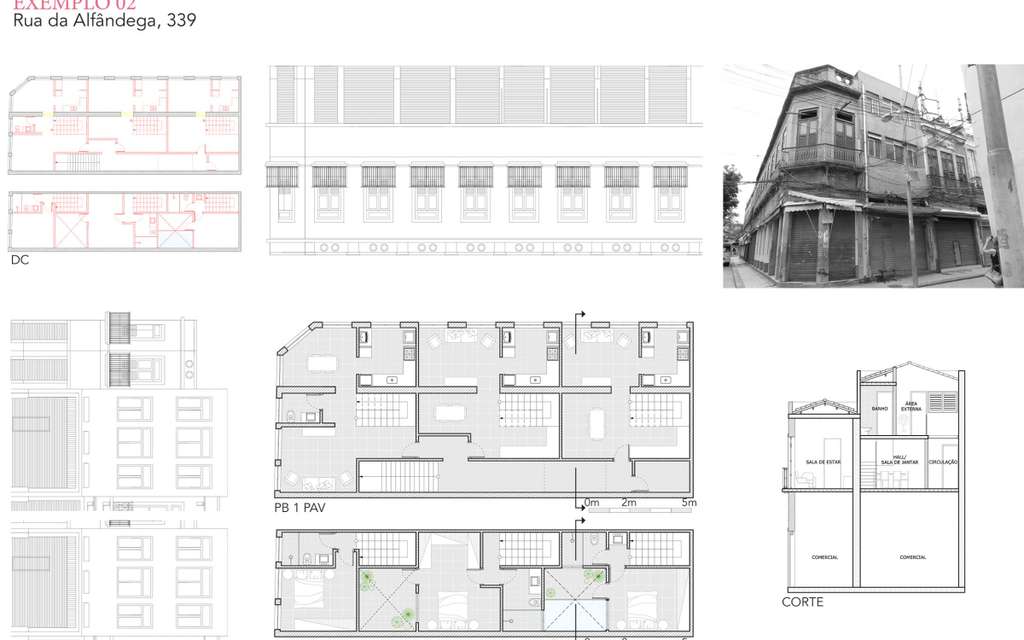 EXEMPLO 02
Rua da Alfândega, 339
DC
PB 1 PAV
0m 2m 5m
BANHO
ÁREA
EXTERNA
SALA DE ESTAR
HALL/
SALA DE JANTAR
CIRCULAÇÃO
COMERCIAL
COMERCIAL
CORTE